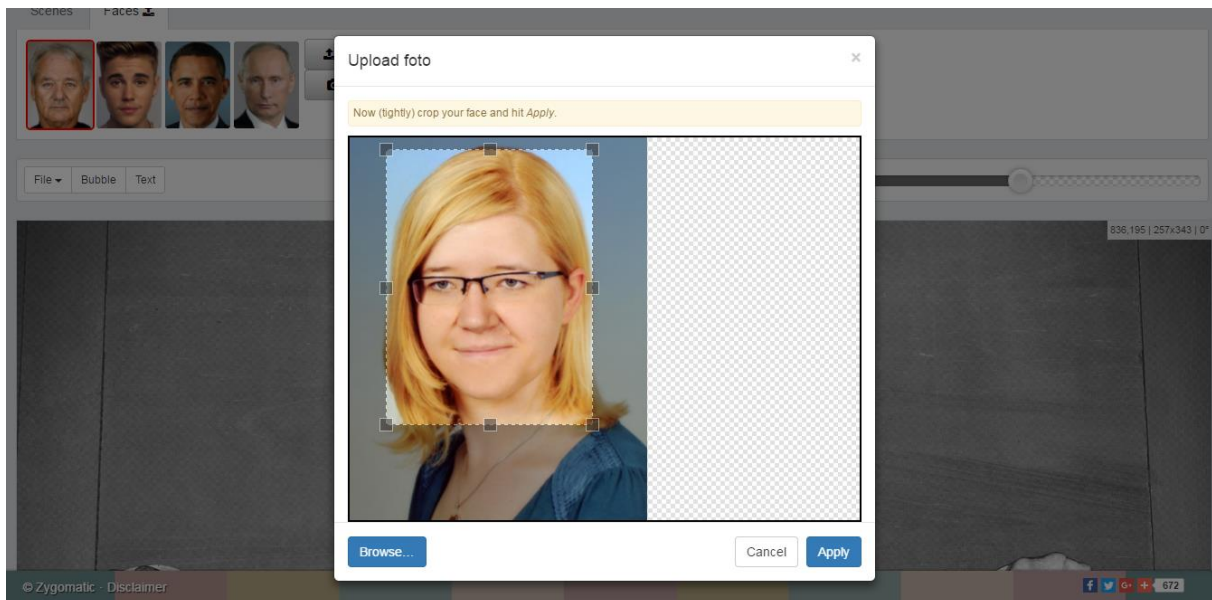 Scenes Faces
Upload foto ×
Now (tightly) crop your face and hit Apply.
File Bubble Text
836,195 | 257x343 | 0°
Browse... Cancel Apply
© Zygomatic - Disclaimer
f G+ + 672